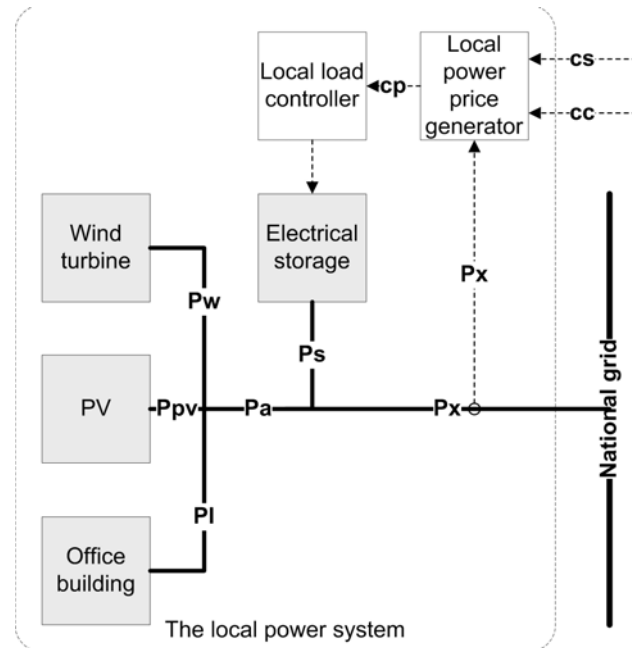 Local load
controller
cp
Local
power
price
generator
cs
cc
Wind
turbine
Electrical
storage
Pw
Px
Ps
PV
Ppv
Pa
Px
National grid
Pl
Office
building
The local power system